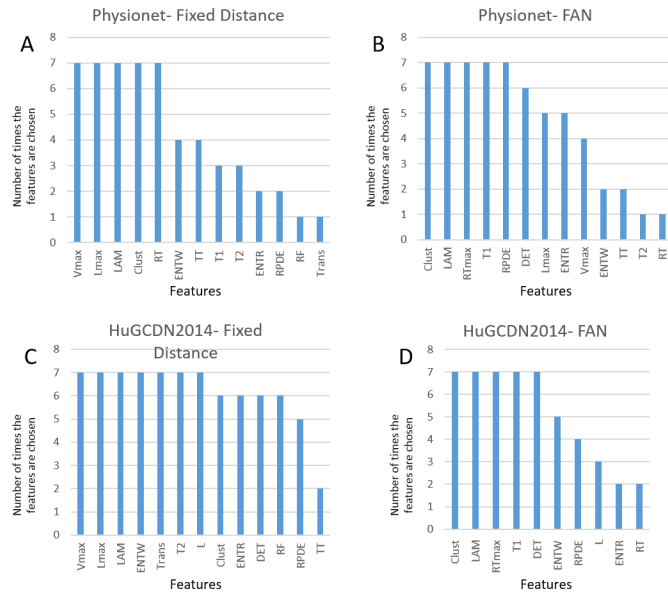 Physionet- Fixed Distance
A
Number of times the
features are chosen
8
7
6
5
4
3
2
1
0
Vmax
Lmax
LAM
Clust
RT
ENTW
TT
T1
T2
ENTR
RPDE
RF
Trans
Features
Physionet- FAN
B
Number of times the
features are chosen
8
7
6
5
4
3
2
1
0
Clust
LAM
RTmax
T1
RPDE
DET
Lmax
ENTR
Vmax
ENTW
TT
T2
RT
Features
HuGCDN2014- Fixed
Distance
C
Number of times the
features are chosen
8
7
6
5
4
3
2
1
0
Vmax
Lmax
LAM
ENTW
Trans
T2
L
Clust
ENTR
DET
RF
RPDE
TT
Features
HuGCDN2014- FAN
D
Number of times the
features are chosen
8
7
6
5
4
3
2
1
0
Clust
LAM
RTmax
T1
DET
ENTW
RPDE
L
ENTR
RT
Features